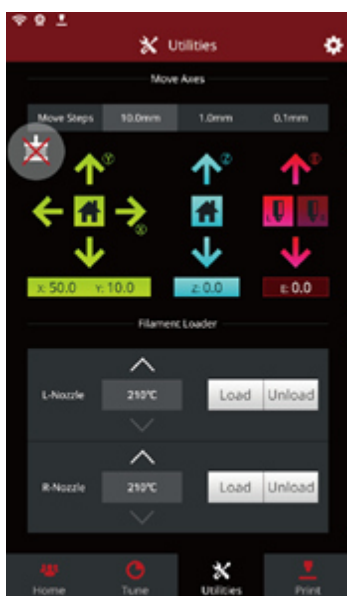 Utilities
Move Axes
Move Steps 10.0mm 1.0mm 0.1mm
Y Z E
X
L R
X: 50.0 Y: 10.0 Z: 0.0 E: 0.0
Filament Loader
L-Nozzle 210℃ Load Unload
R-Nozzle 210℃ Load Unload
Home Tune Utilities Print